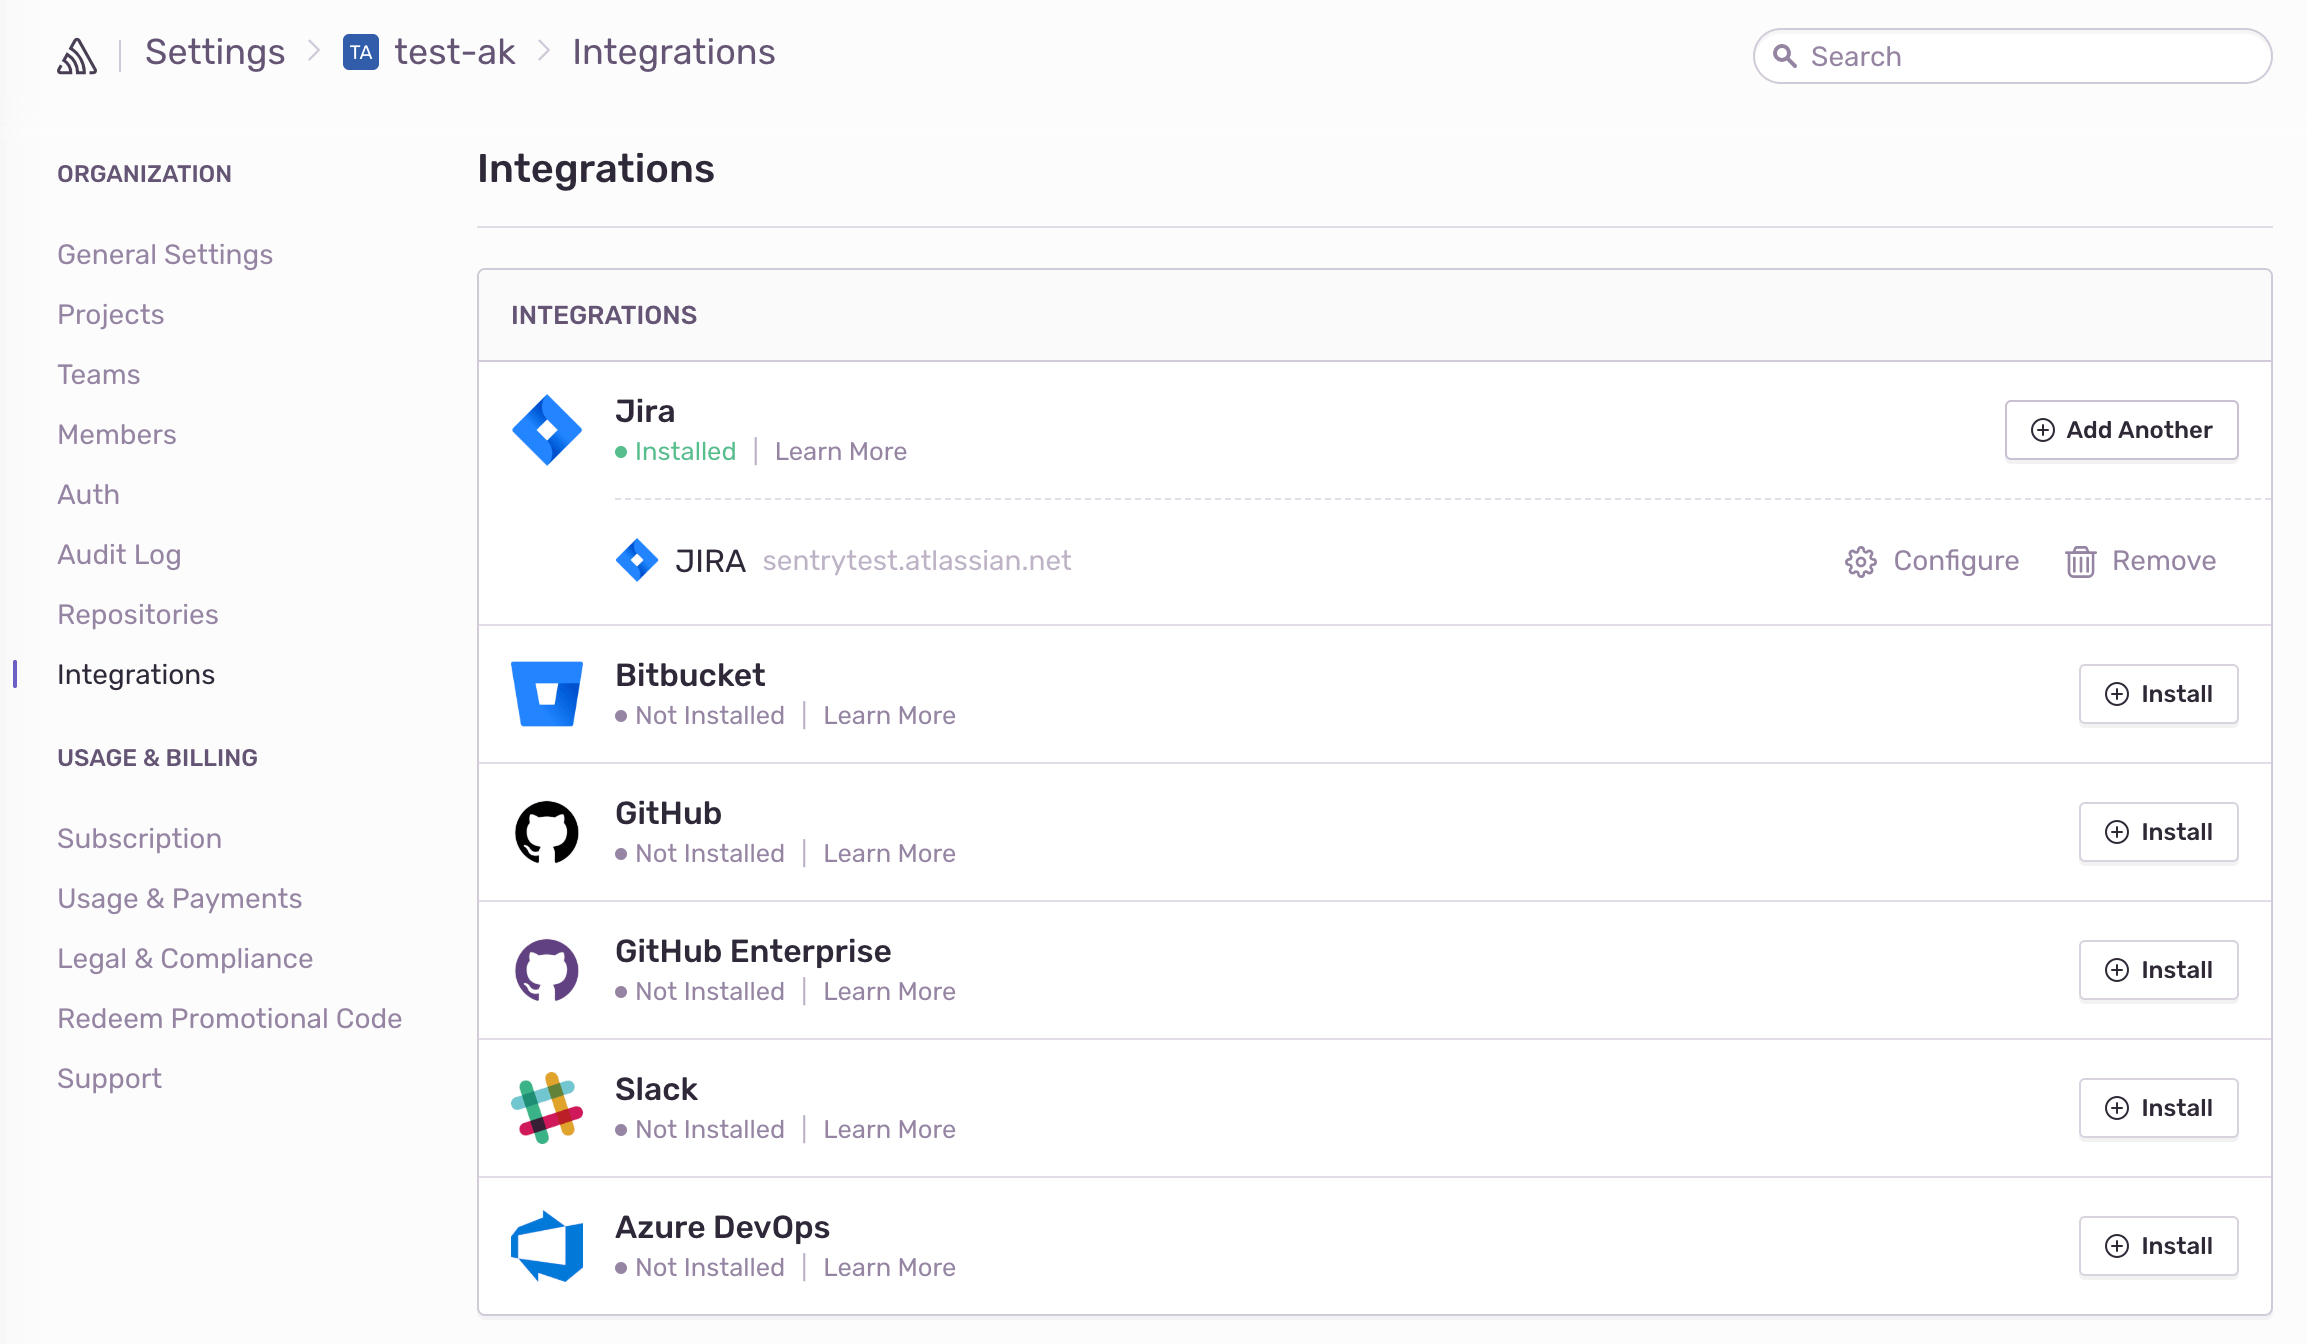 Settings > TA test-ak > Integrations
Search
ORGANIZATION
General Settings
Projects
Teams
Members
Auth
Audit Log
Repositories
Integrations
USAGE & BILLING
Subscription
Usage & Payments
Legal & Compliance
Redeem Promotional Code
Support
Integrations
INTEGRATIONS
Jira
Installed | Learn More
Add Another
JIRA sentrytest.atlassian.net
Configure
Remove
Bitbucket
Not Installed | Learn More
Install
GitHub
Not Installed | Learn More
Install
GitHub Enterprise
Not Installed | Learn More
Install
Slack
Not Installed | Learn More
Install
Azure DevOps
Not Installed | Learn More
Install